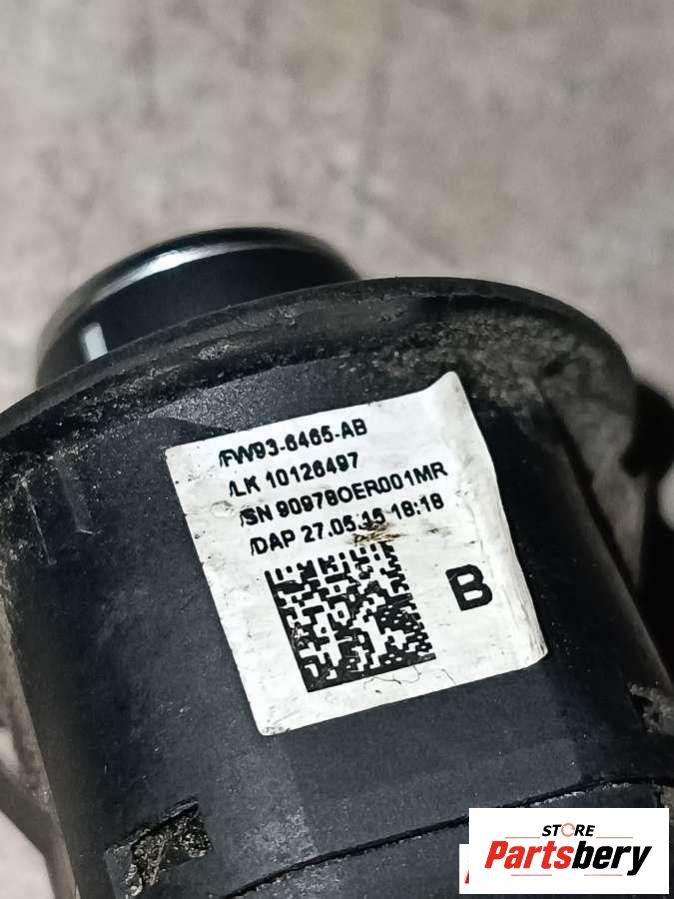 /FW93-6465-AB
/LK 10126497
/SN 90978OER001MR
/DAP 27.05.15 18:18
B
STORE
Partsbery